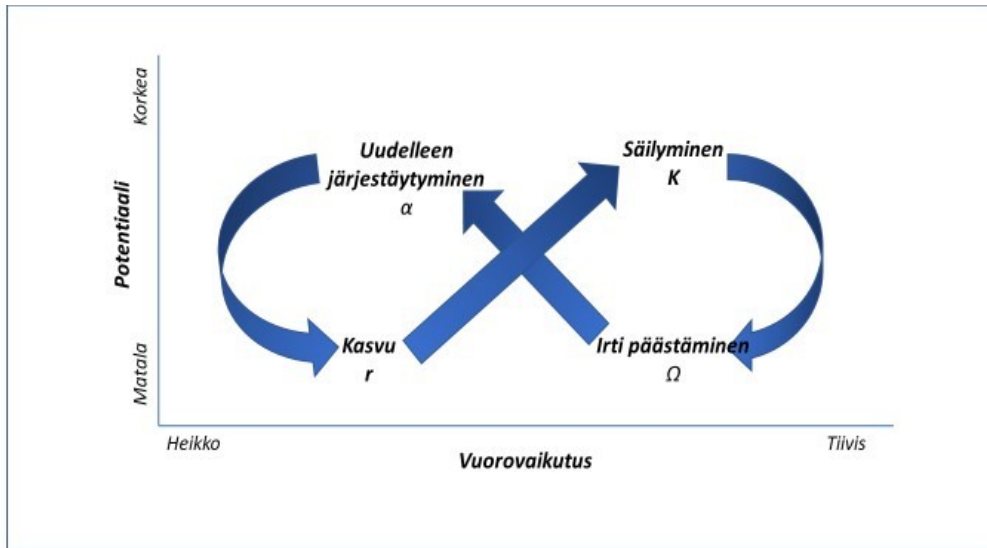 Korkea
Potentiaali
Matala
Uudelleen
järjestäytyminen
α
Säilyminen
K
Kasvu
r
Irti päästäminen
Ω
Heikko
Tiivis
Vuorovaikutus